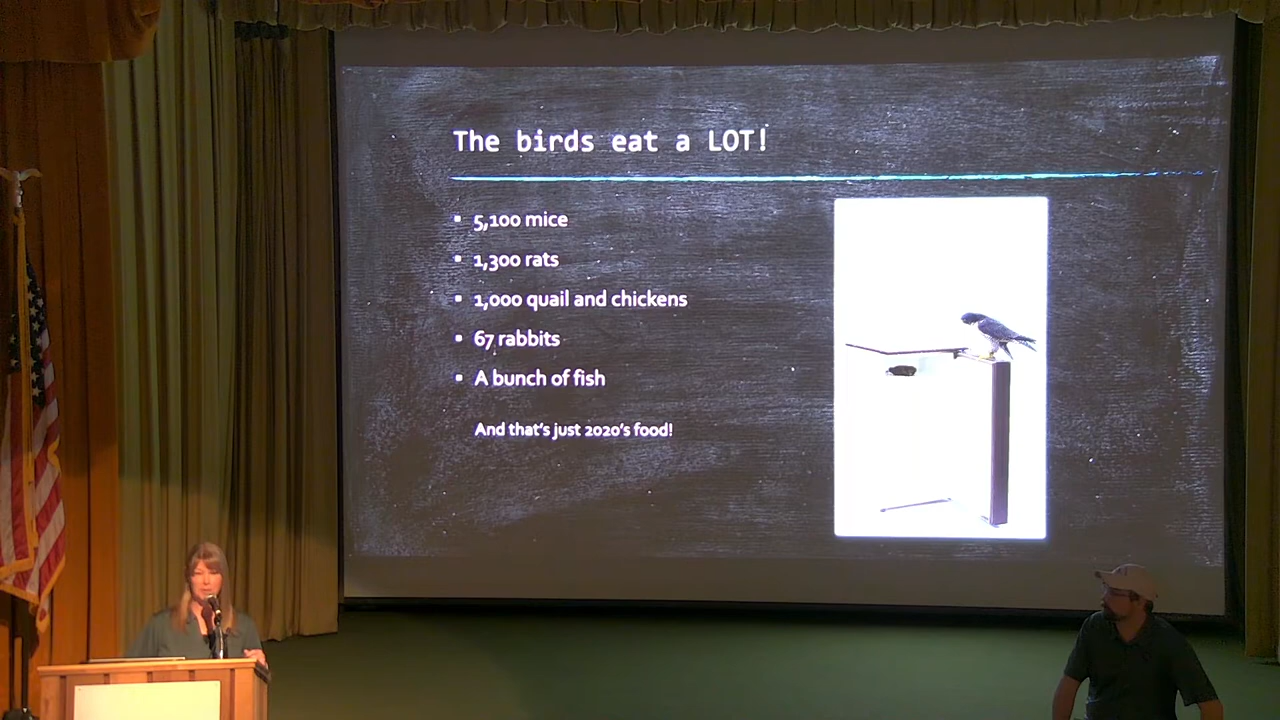 The birds eat a LOT!
5,100 mice
1,300 rats
1,000 quail and chickens
67 rabbits
A bunch of fish
And that's just 2020's food!